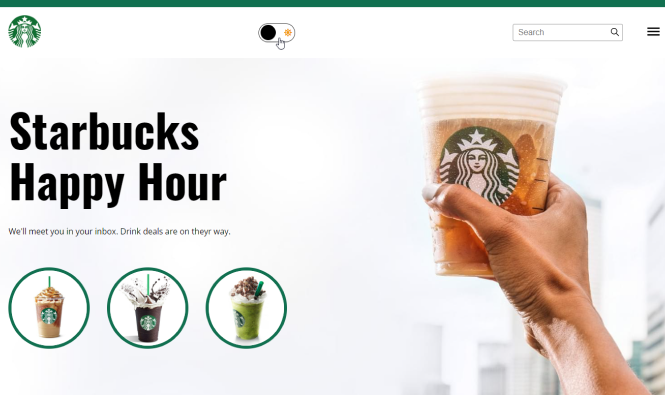 Search
Starbucks
Happy Hour
We'll meet you in your inbox. Drink deals are on theyr way.